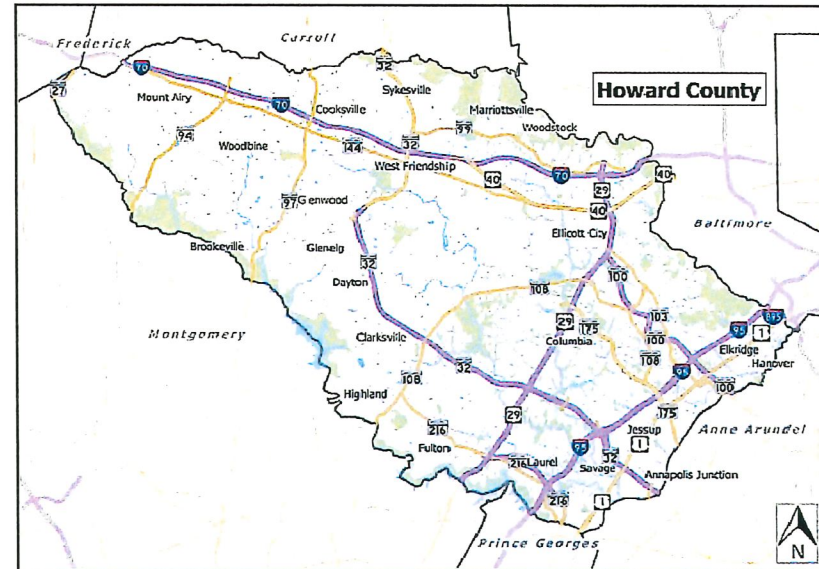 Frederick
Carroll
Howard County
70
27
Mount Airy
70
32
Sykesville
Cooksville
Marriottsville
94
99
Woodstock
Woodbine
144
32
West Friendship
40
70
29
40
97
Glenwood
40
Ellicott City
Baltimore
Brookeville
Glenelg
32
Dayton
100
108
103
895
Montgomery
29
175
95
1
Columbia
100
Elkridge
Clarksville
108
Hanover
32
95
100
108
175
Highland
29
Jessup
Anne Arundel
216
1
Fulton
95
216
Laurel
Savage
32
Annapolis Junction
216
1
Prince Georges
N